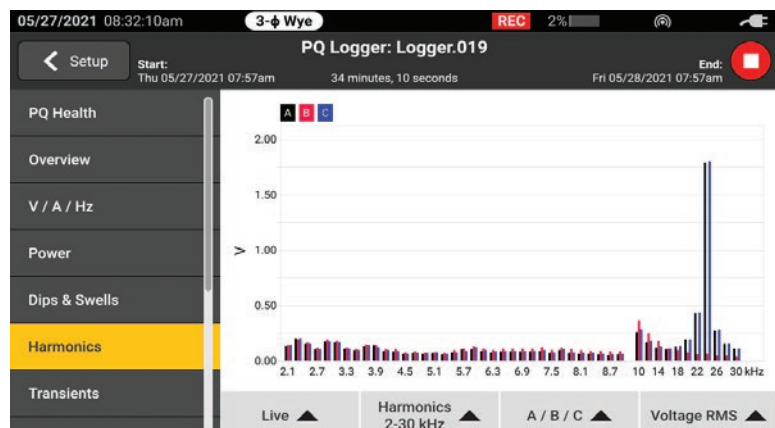 05/27/2021 08:32:10am 3-ϕ Wye REC 2%
PQ Logger: Logger.019
Setup
Start:
Thu 05/27/2021 07:57am
34 minutes, 10 seconds
End:
Fri 05/28/2021 07:57am
PQ Health
Overview
V / A / Hz
Power
Dips & Swells
Harmonics
Transients
A B C
2.00
1.50
1.00
0.50
0.00
V
2.1 2.7 3.3 3.9 4.5 5.1 5.7 6.3 6.9 7.5 8.1 8.7 10 14 18 22 26 30 kHz
Live
Harmonics
2-30 kHz
A / B / C
Voltage RMS